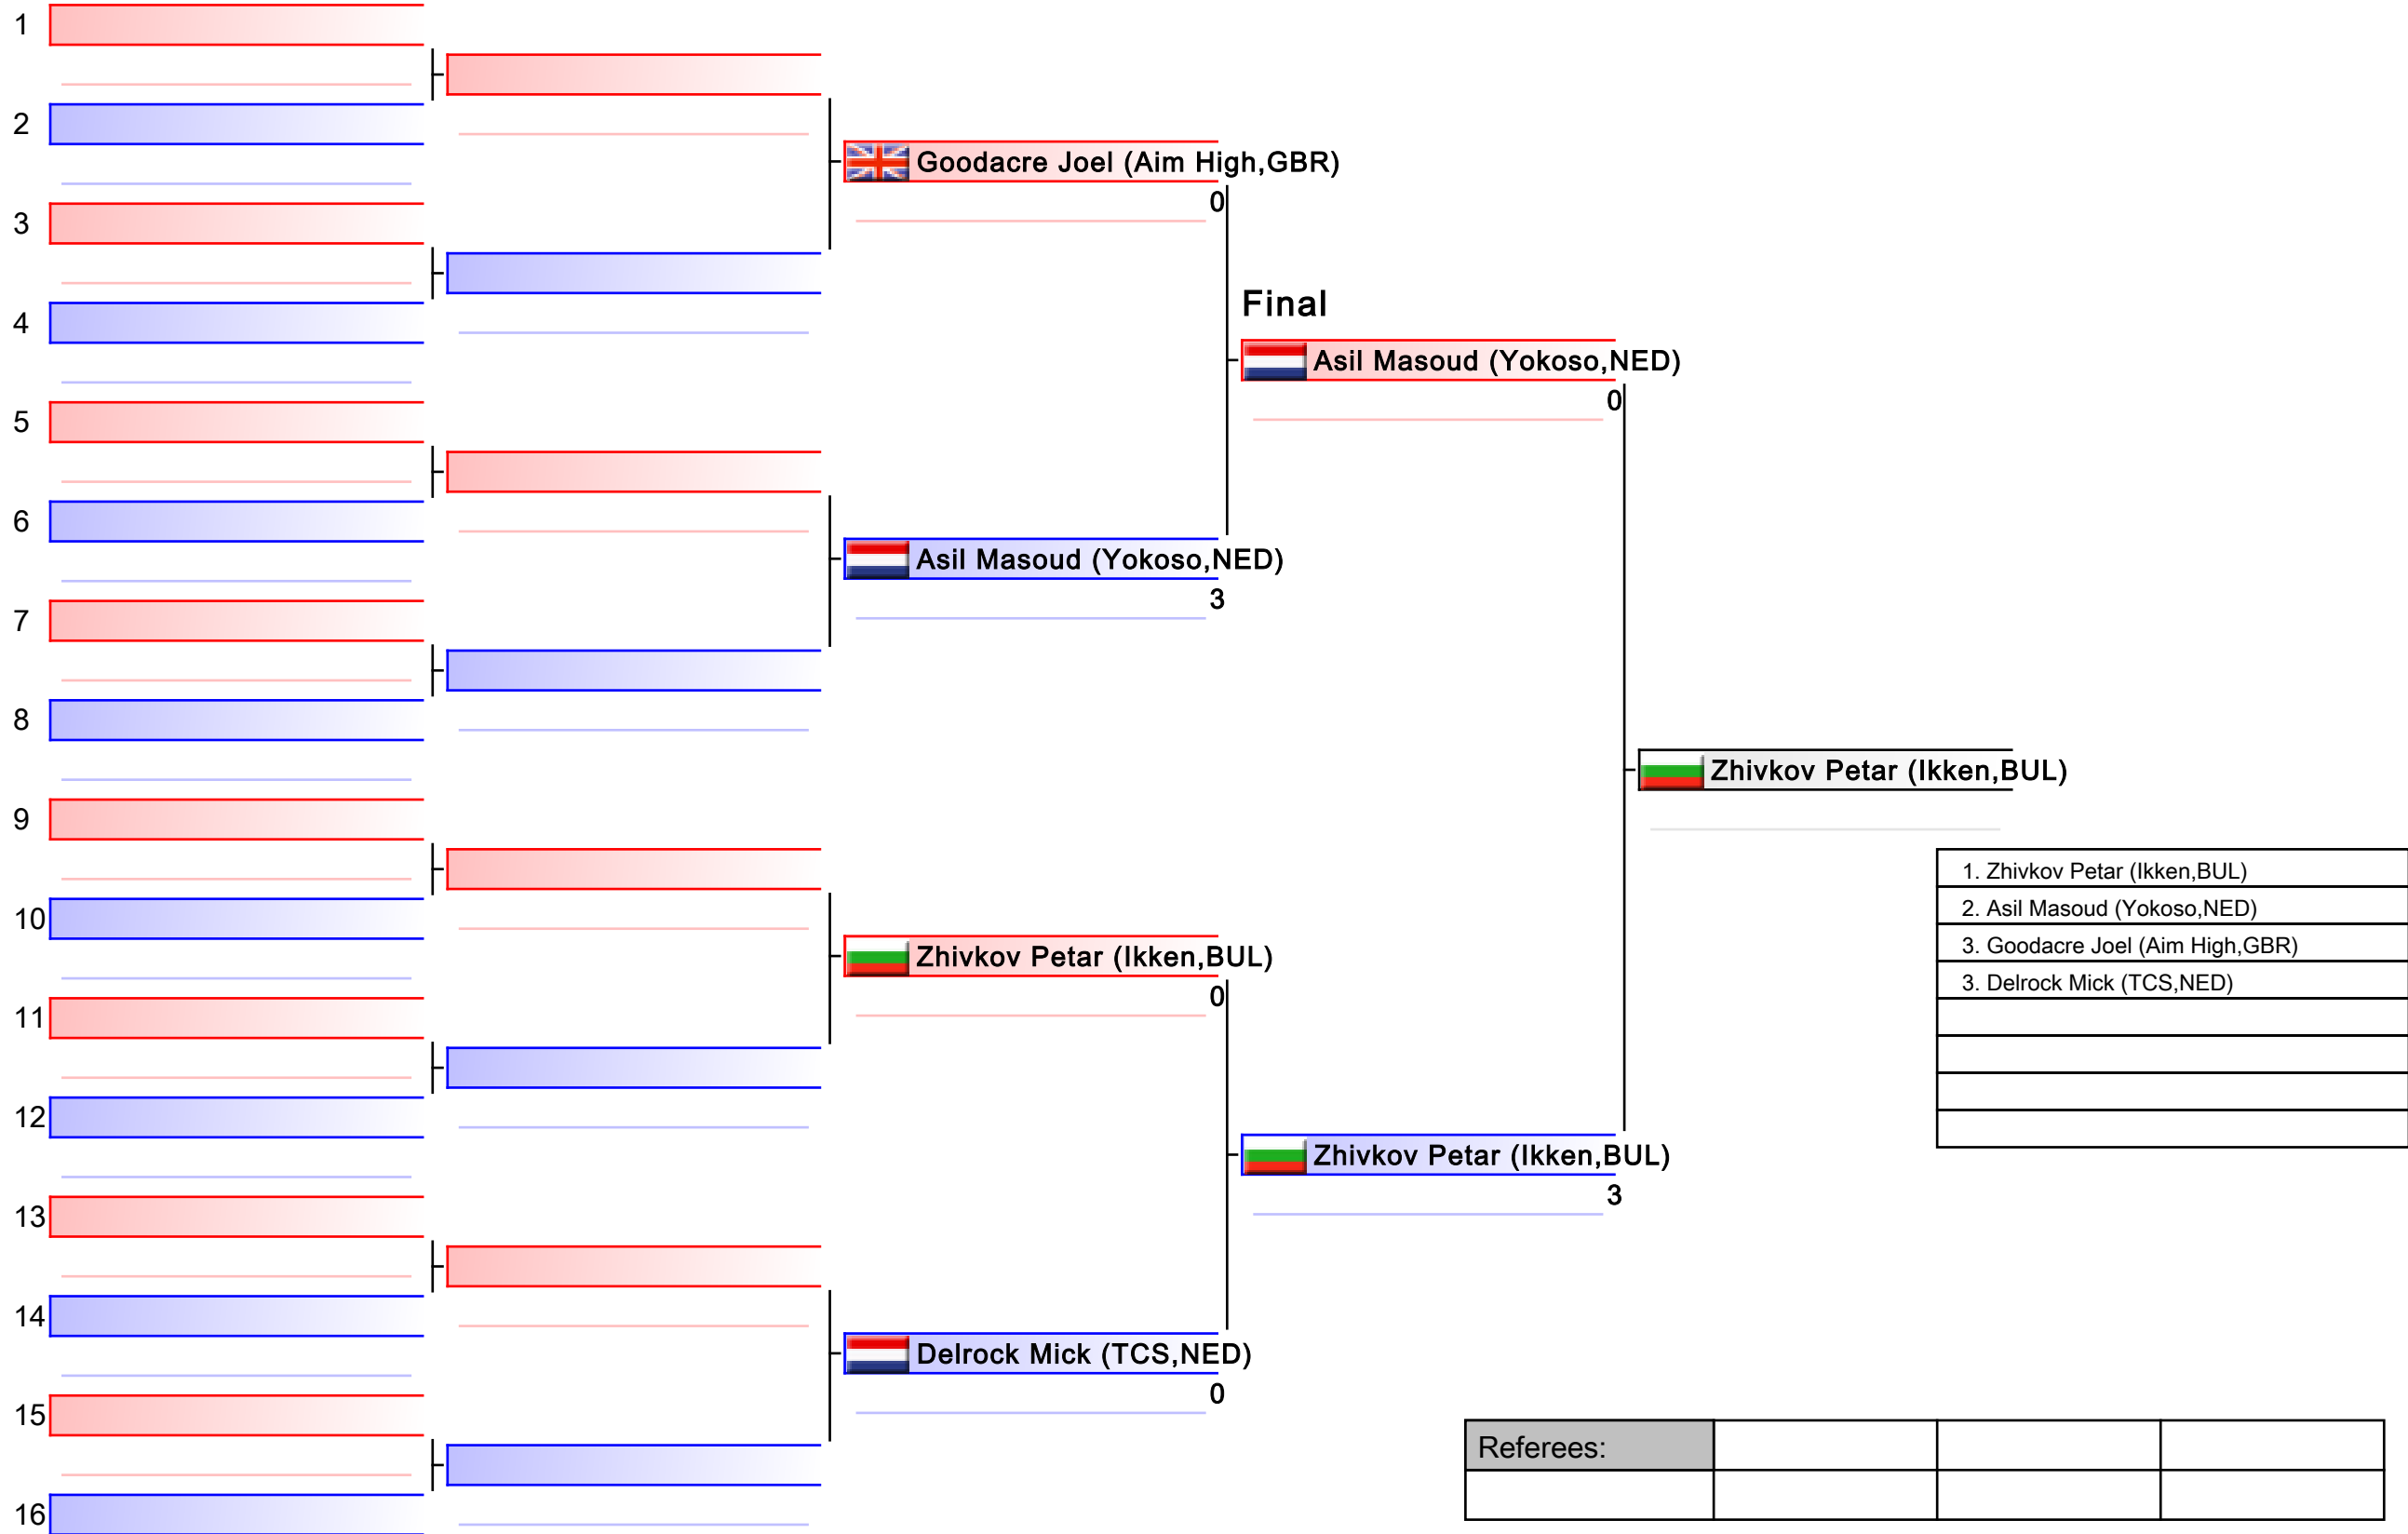 1
2
Goodacre Joel (Aim High,GBR)
0
3
Final
4
Asil Masoud (Yokoso,NED)
0
5
6
Asil Masoud (Yokoso,NED)
3
7
8
Zhivkov Petar (Ikken,BUL)
9
1. Zhivkov Petar (Ikken,BUL)
2. Asil Masoud (Yokoso,NED)
3. Goodacre Joel (Aim High,GBR)
3. Delrock Mick (TCS,NED)
10
Zhivkov Petar (Ikken,BUL)
0
11
12
Zhivkov Petar (Ikken,BUL)
3
13
14
Delrock Mick (TCS,NED)
0
15
Referees:
16